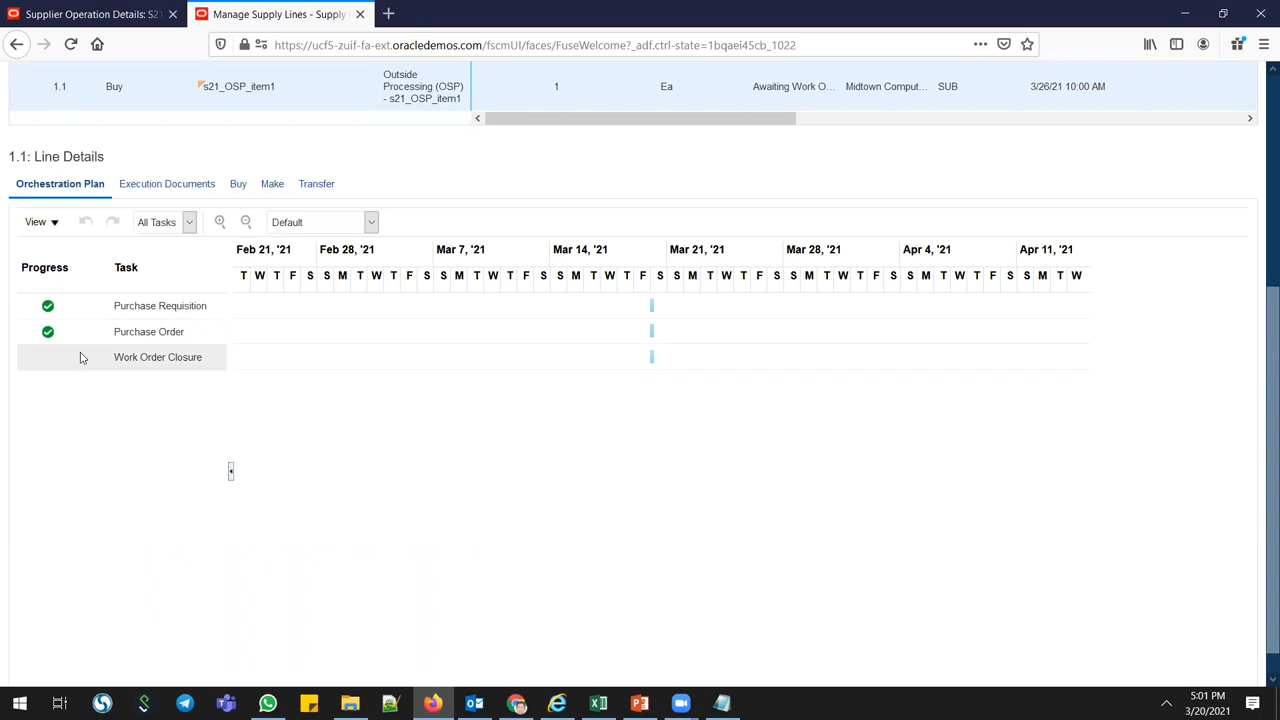 Supplier Operation Details: S21
Manage Supply Lines - Supply
https://ucf5-zuif-fa-ext.oracledemos.com/fscmUI/faces/FuseWelcome?_adf.ctrl-state=1bqaei45cb_1022
1.1 Buy s21_OSP_item1 Outside Processing (OSP) - s21_OSP_item1 1 Ea Awaiting Work O... Midtown Comput... SUB 3/26/21 10:00 AM
1.1: Line Details
Orchestration Plan Execution Documents Buy Make Transfer
View All Tasks Default
Feb 21, '21 Feb 28, '21 Mar 7, '21 Mar 14, '21 Mar 21, '21 Mar 28, '21 Apr 4, '21 Apr 11, '21
Progress Task
T W T F S S M T W T F S S M T W T F S S M T W T F S S M T W T F S S M T W T F S S M T W T F S S M T W
Purchase Requisition
Purchase Order
Work Order Closure
5:01 PM
3/20/2021